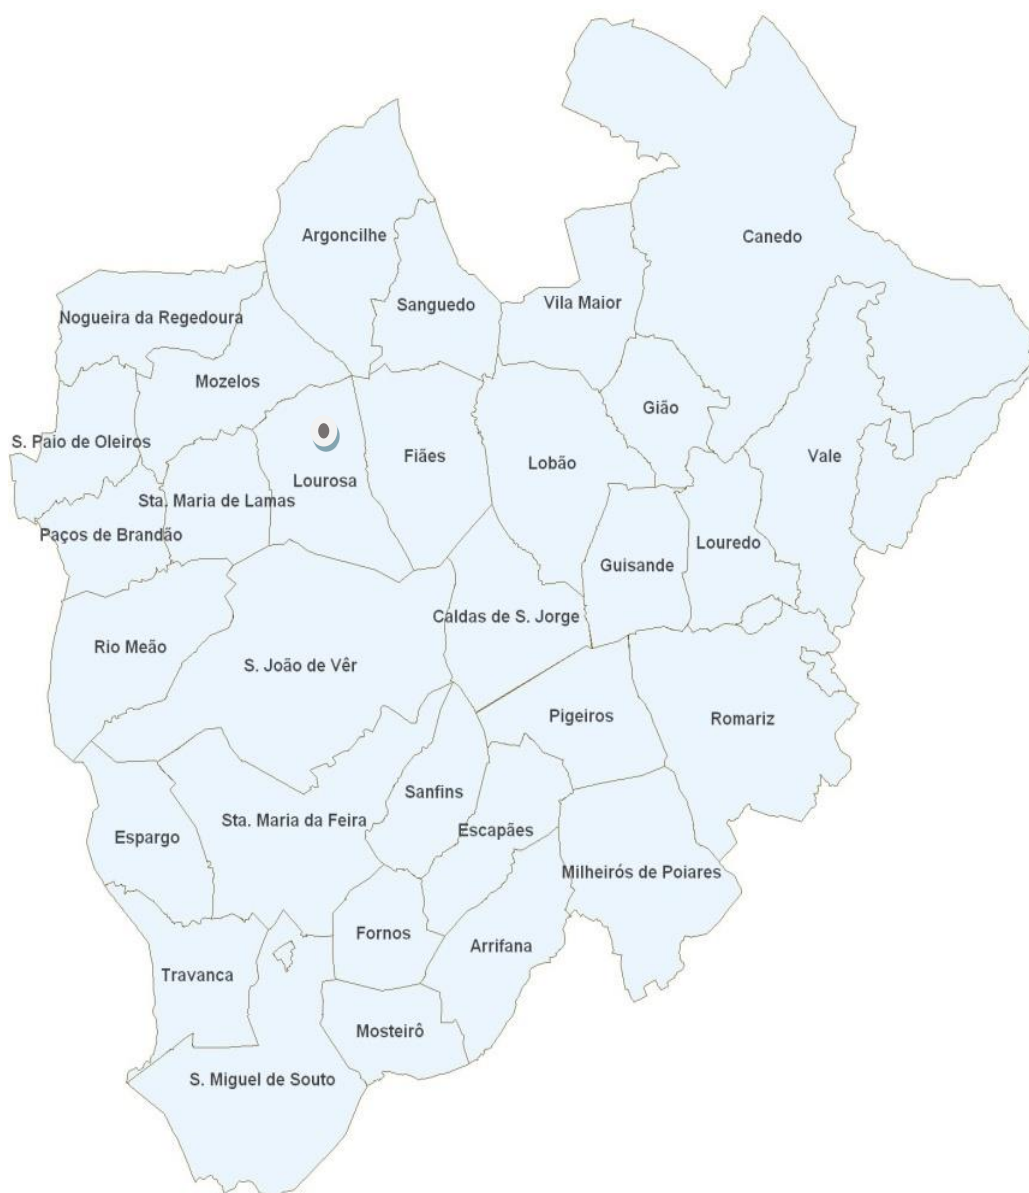 Argoncilhe
Canedo
Sanguedo
Vila Maior
Nogueira da Regedoura
Mozelos
Gião
S. Paio de Oleiros
Fiães
Vale
Lobão
Lourosa
Sta. Maria de Lamas
Paços de Brandão
Louredo
Guisande
Caldas de S. Jorge
Rio Meão
S. João de Vêr
Pigeiros
Romariz
Sanfins
Sta. Maria da Feira
Escapães
Espargo
Milheirós de Poiares
Fornos
Arrifana
Travanca
Mosteirô
S. Miguel de Souto